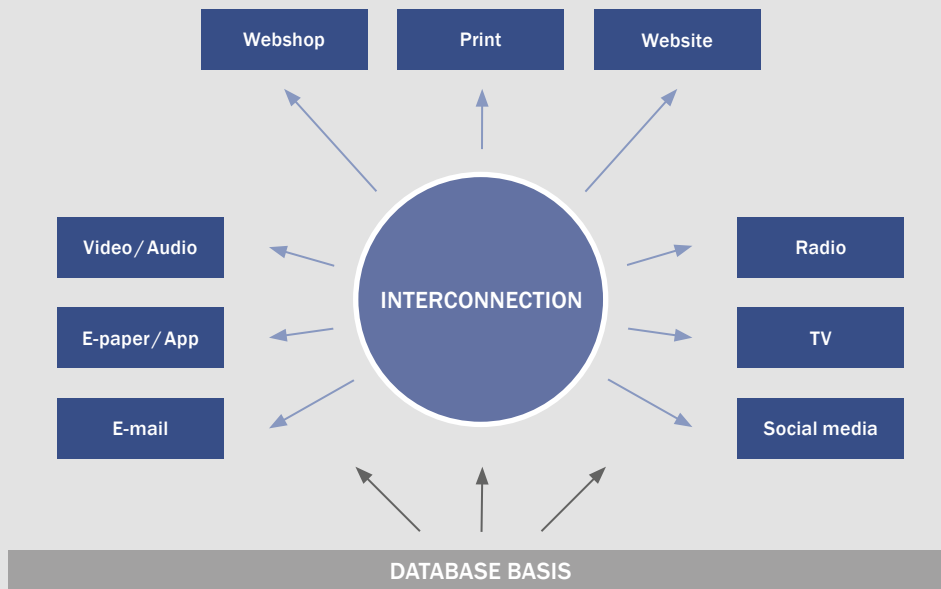 Webshop
Print
Website
Video / Audio
Radio
INTERCONNECTION
E-paper / App
TV
E-mail
Social media
DATABASE BASIS